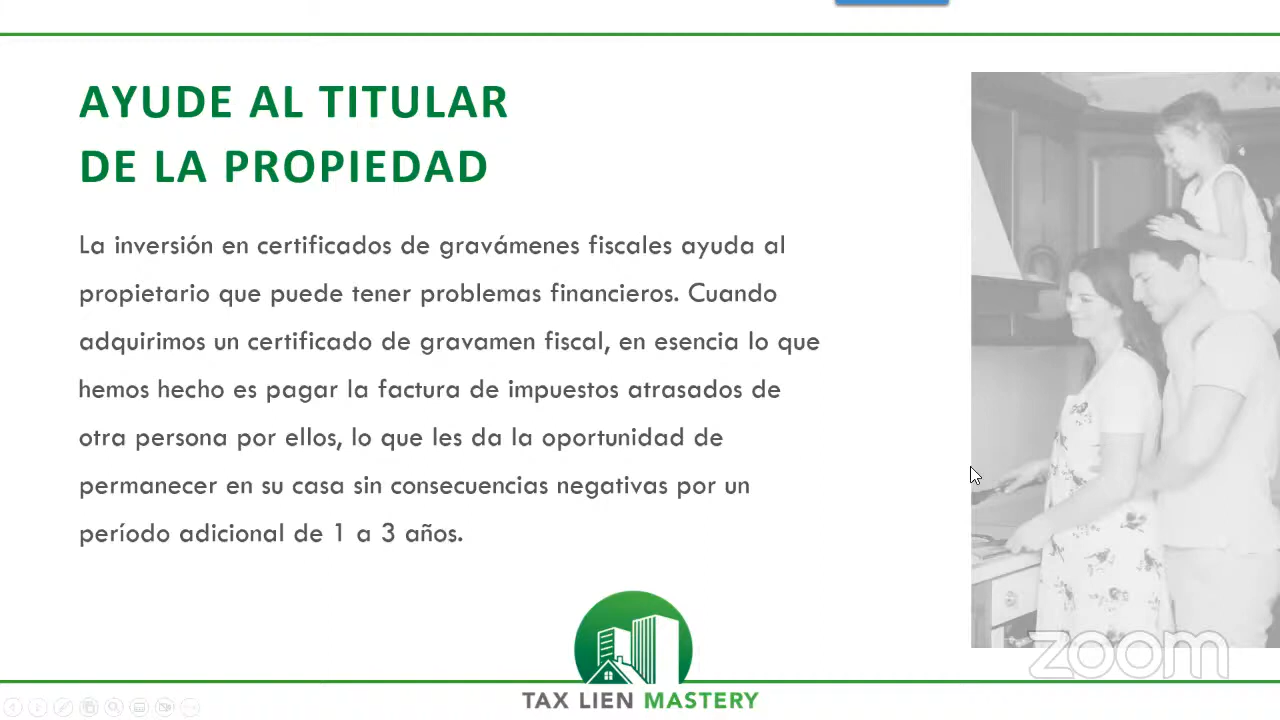 AYUDE AL TITULAR
DE LA PROPIEDAD
La inversión en certificados de gravámenes fiscales ayuda al
propietario que puede tener problemas financieros. Cuando
adquirimos un certificado de gravamen fiscal, en esencia lo que
hemos hecho es pagar la factura de impuestos atrasados de
otra persona por ellos, lo que les da la oportunidad de
permanecer en su casa sin consecuencias negativas por un
período adicional de 1 a 3 años.
zoom
TAX LIEN MASTERY